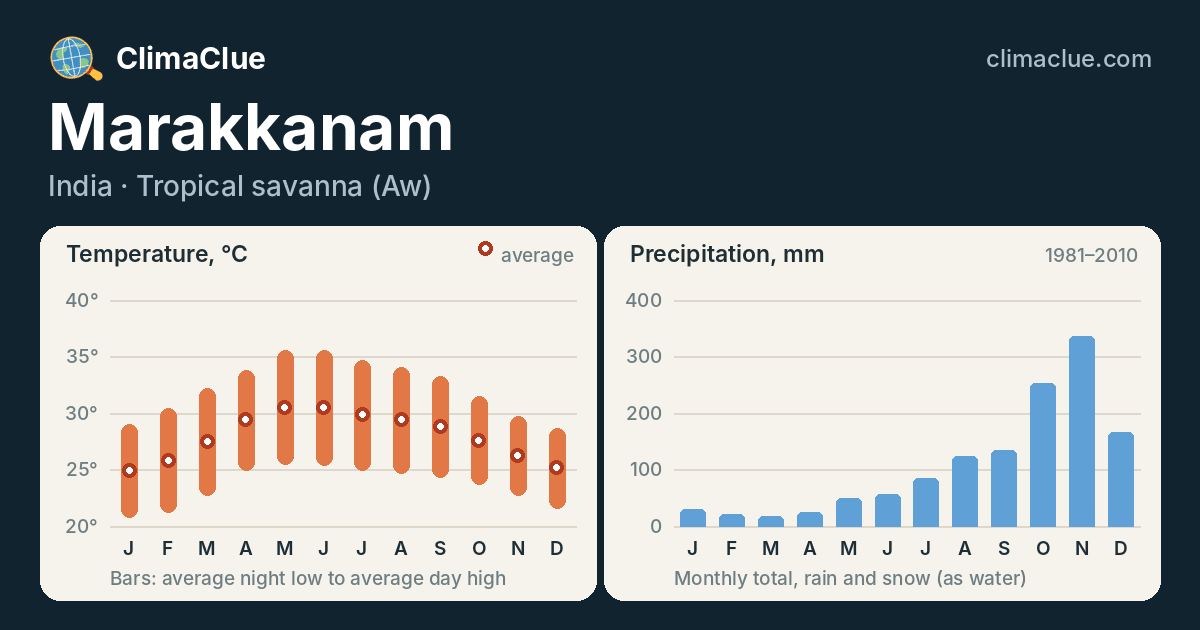 ClimaClue
climaclue.com
Marakkanam
India · Tropical savanna (Aw)
Temperature, °C
average
40°
35°
30°
25°
20°
J F M A M J J A S O N D
Bars: average night low to average day high
Precipitation, mm
1981–2010
400
300
200
100
0
J F M A M J J A S O N D
Monthly total, rain and snow (as water)